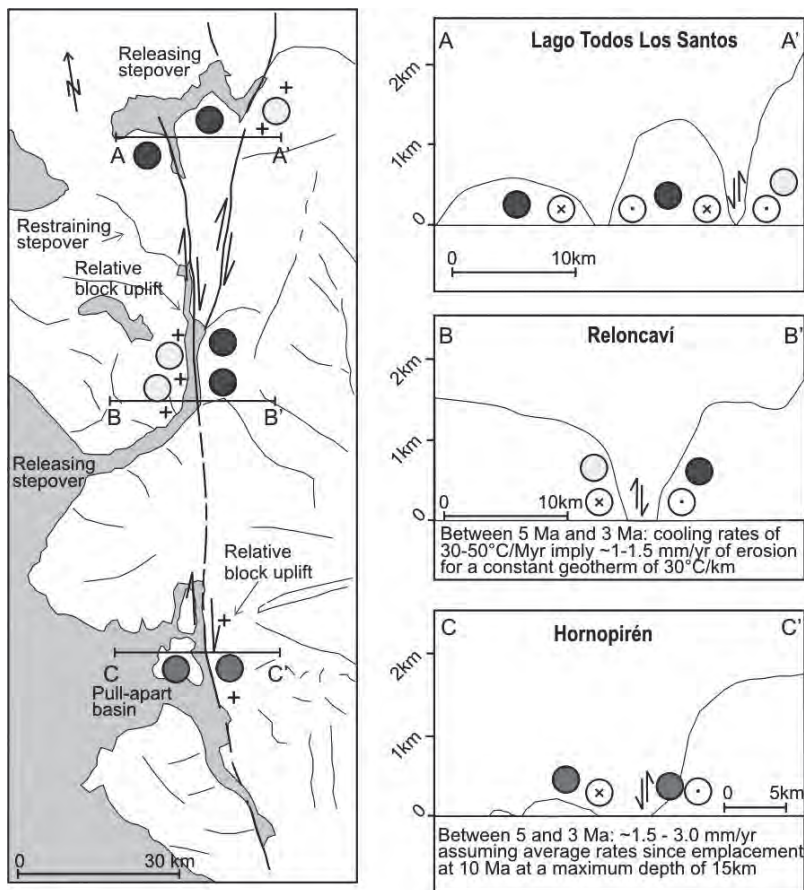 Releasing
stepover
N
A
A'
Restraining
stepover
Relative
block uplift
B
B'
Releasing
stepover
Relative
block uplift
C
C'
Pull-apart
basin
0
30 km
A
Lago Todos Los Santos
A'
2km
1km
0
0
10km
B
Reloncaví
B'
2km
1km
0
0
10km
Between 5 Ma and 3 Ma: cooling rates of
30-50°C/Myr imply ~1-1.5 mm/yr of erosion
for a constant geotherm of 30°C/km
C
Hornopirén
C'
2km
1km
0
0
5km
Between 5 and 3 Ma: ~1.5 - 3.0 mm/yr
assuming average rates since emplacement
at 10 Ma at a maximum depth of 15km